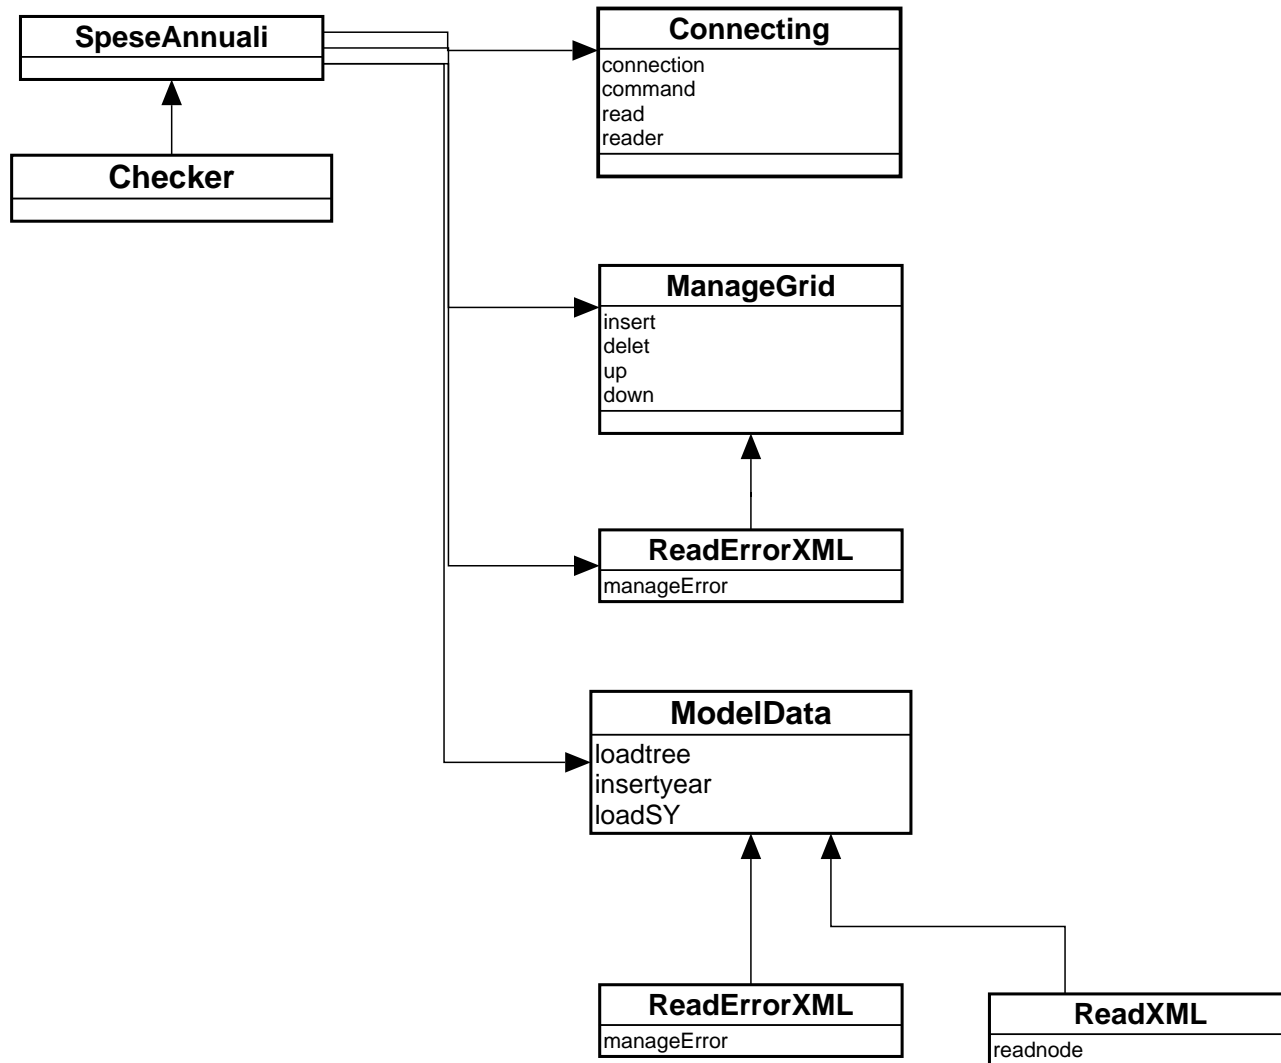 SpeseAnnuali
Connecting
connection
command
read
reader
Checker
ManageGrid
insert
delet
up
down
ReadErrorXML
manageError
ModelData
loadtree
insertyear
loadSY
ReadErrorXML
manageError
ReadXML
readnode